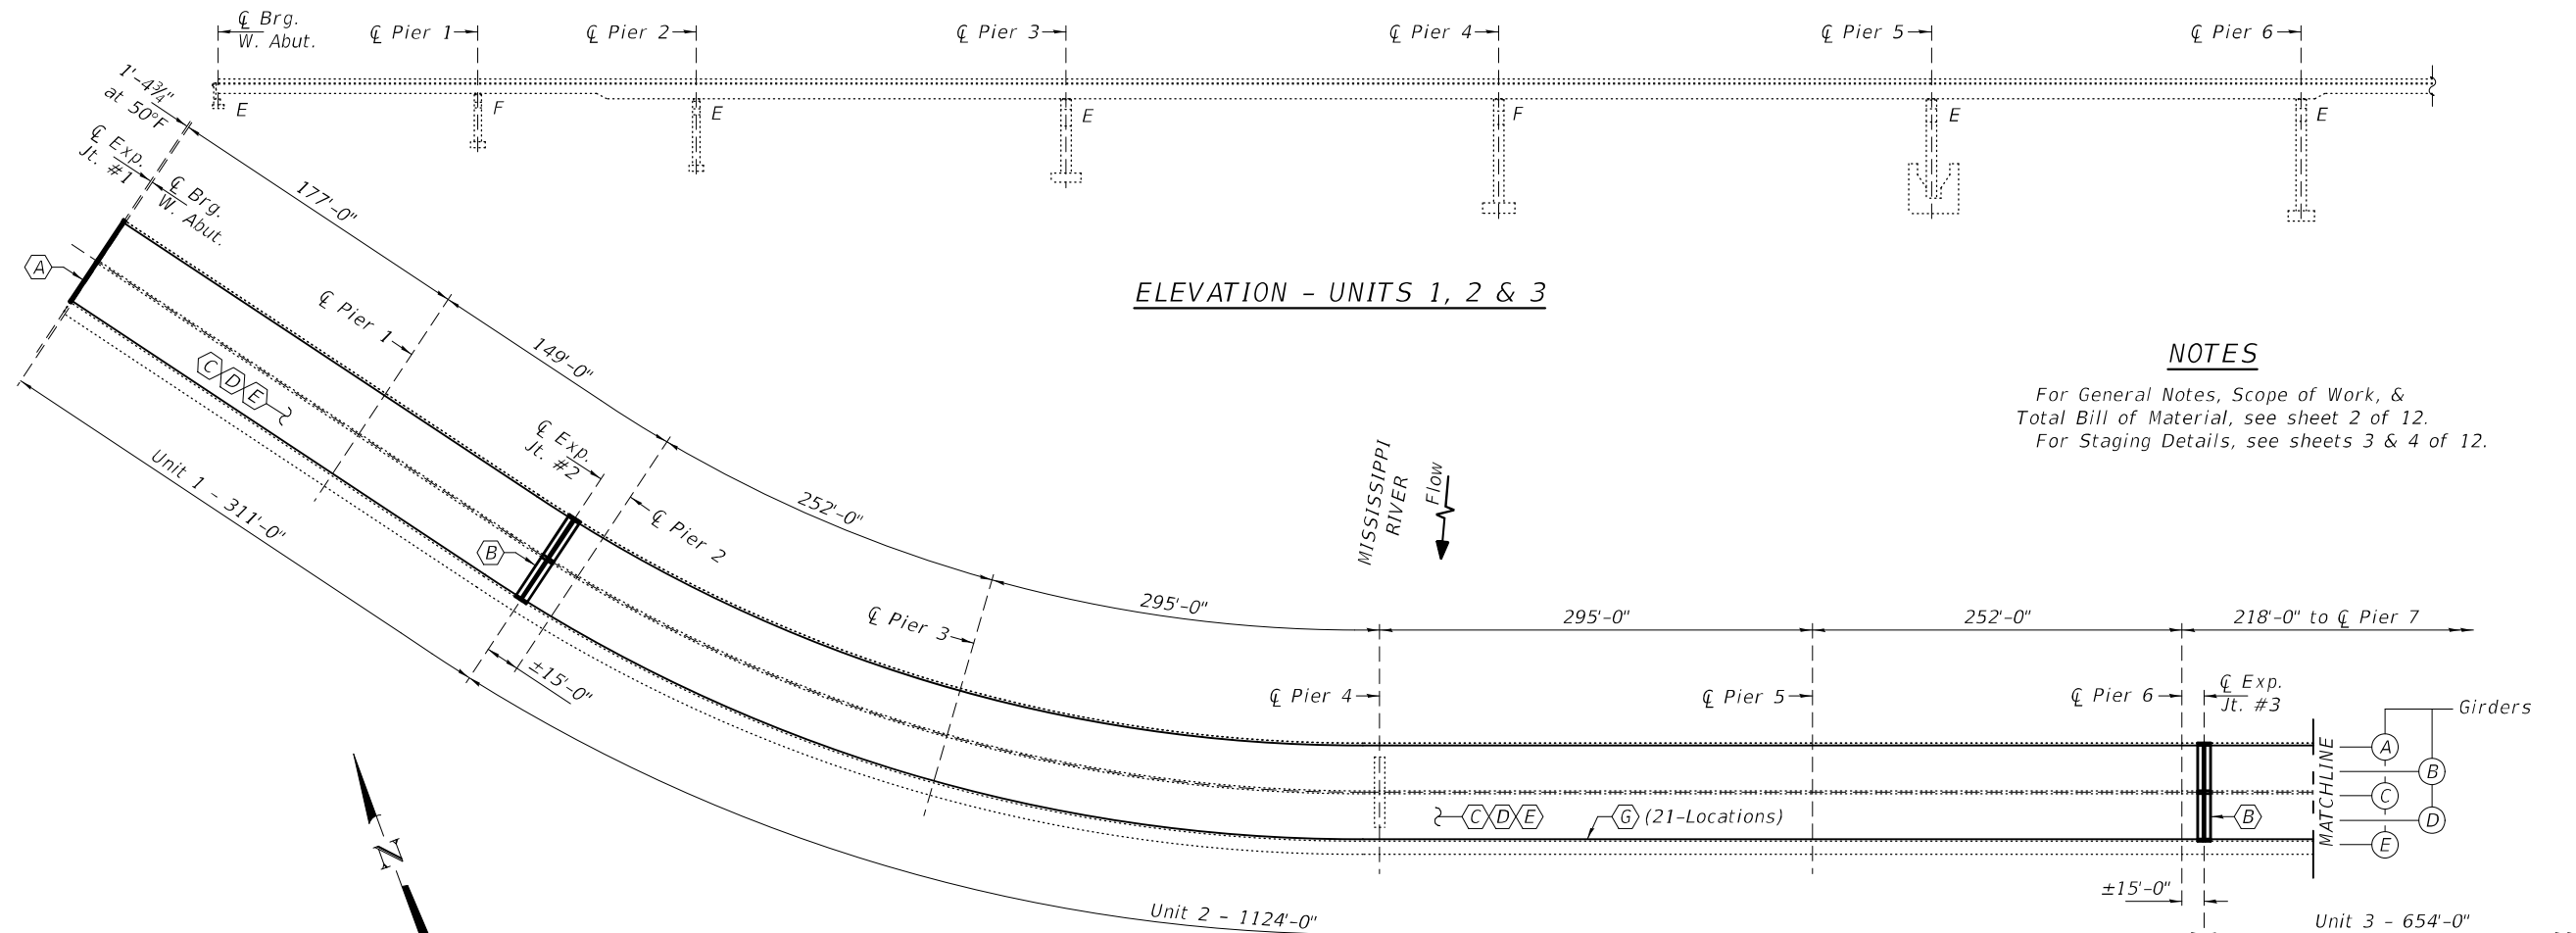 ℄ Brg.
W. Abut.
℄ Pier 1
℄ Pier 2
℄ Pier 3
℄ Pier 4
℄ Pier 5
℄ Pier 6
E
F
E
E
F
E
E
ELEVATION - UNITS 1, 2 & 3
1'-4¾"
at 50°F
℄ Exp.
Jt. #1
℄ Brg.
W. Abut.
177'-0"
A
℄ Pier 1
149'-0"
C D E
Unit 1 - 311'-0"
℄ Exp.
Jt. #2
B
℄ Pier 2
±15'-0"
252'-0"
℄ Pier 3
295'-0"
MISSISSIPPI
RIVER
Flow
NOTES
For General Notes, Scope of Work, &
Total Bill of Material, see sheet 2 of 12.
For Staging Details, see sheets 3 & 4 of 12.
295'-0"
252'-0"
218'-0" to ℄ Pier 7
℄ Pier 4
℄ Pier 5
℄ Pier 6
℄ Exp.
Jt. #3
Girders
MATCHLINE
A
B
C
D
E
C D E
G (21-Locations)
B
±15'-0"
N
Unit 2 - 1124'-0"
Unit 3 - 654'-0"